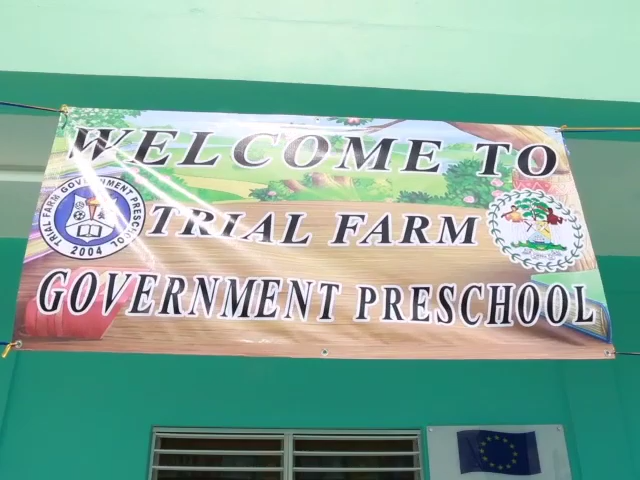 WELCOME TO
TRIAL FARM GOVERNMENT PRESCHOOL
2004
TRIAL FARM
GOVERNMENT PRESCHOOL